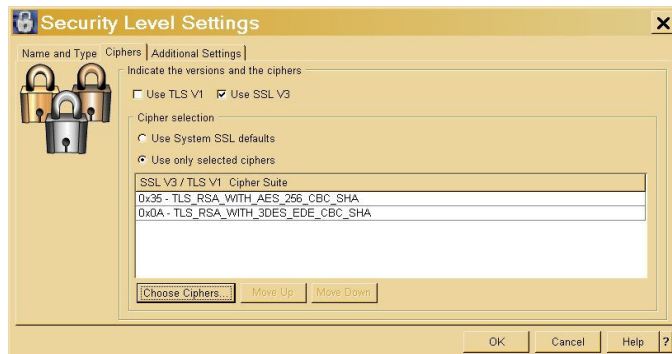 Security Level Settings
Name and Type Ciphers Additional Settings
Indicate the versions and the ciphers
Use TLS V1 Use SSL V3
Cipher selection
Use System SSL defaults
Use only selected ciphers
SSL V3 / TLS V1 Cipher Suite
0x35 - TLS_RSA_WITH_AES_256_CBC_SHA
0x0A - TLS_RSA_WITH_3DES_EDE_CBC_SHA
Choose Ciphers... Move Up Move Down
OK Cancel Help ?